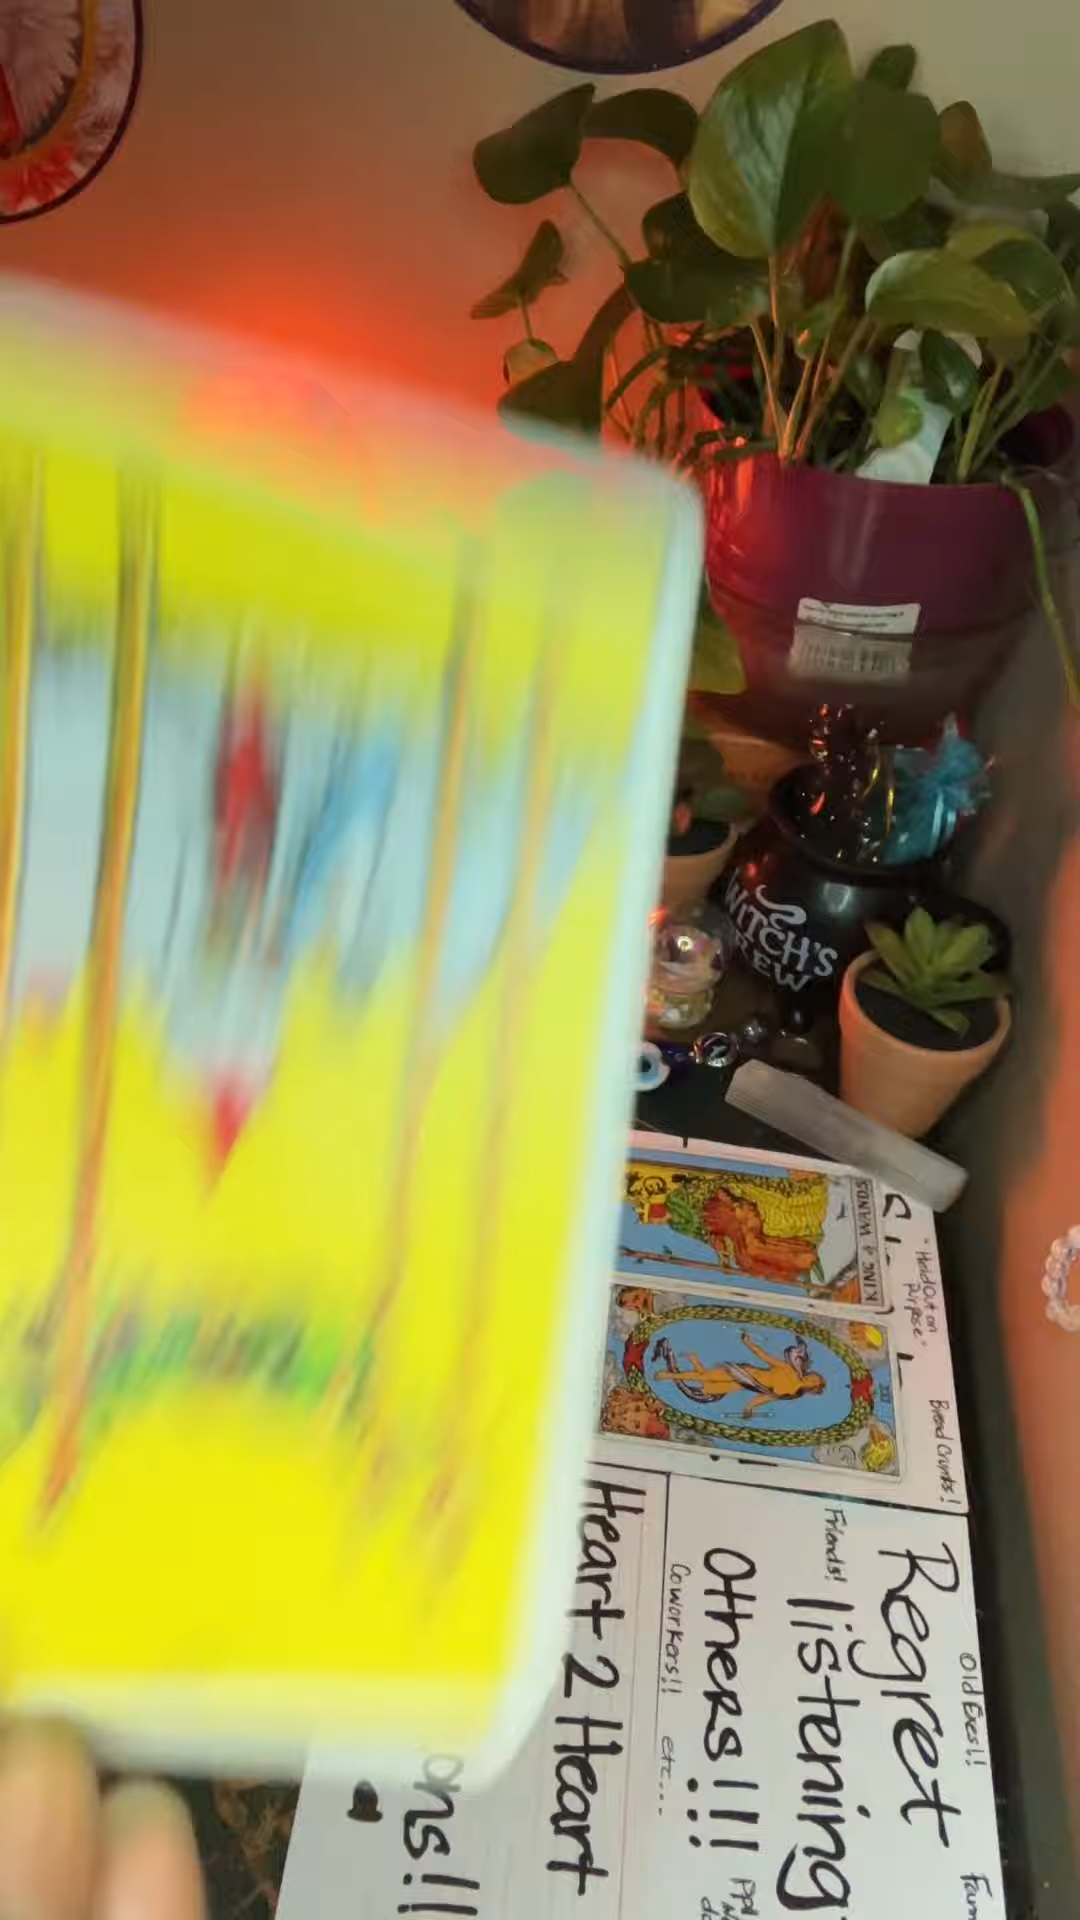 WITCH'S
KING of WANDS
"Held Out on
purpose"
Bread Crumbs!
Regret
Old Exes!!
Friends!
listening
Others!!!
Coworkers!!
etc...
Heart 2 Heart
ons!!